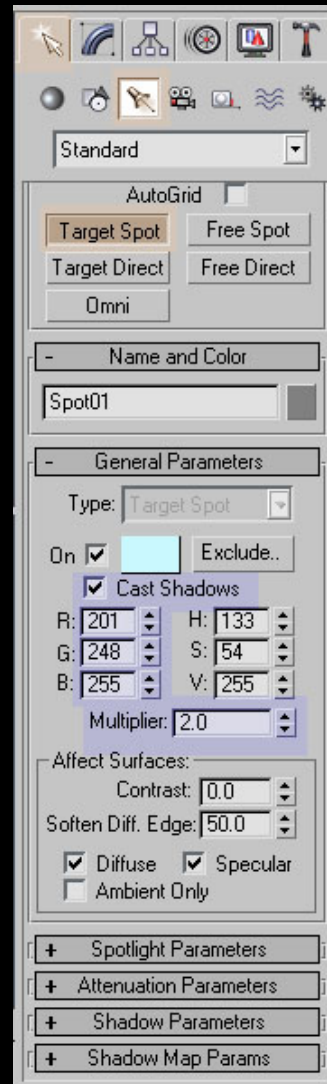 Standard
AutoGrid
Target Spot Free Spot
Target Direct Free Direct
Omni
- Name and Color
Spot01
- General Parameters
Type: Target Spot
On Exclude..
Cast Shadows
R: 201 H: 133
G: 248 S: 54
B: 255 V: 255
Multiplier: 2.0
Affect Surfaces:
Contrast: 0.0
Soften Diff. Edge: 50.0
Diffuse Specular
Ambient Only
+ Spotlight Parameters
+ Attenuation Parameters
+ Shadow Parameters
+ Shadow Map Params